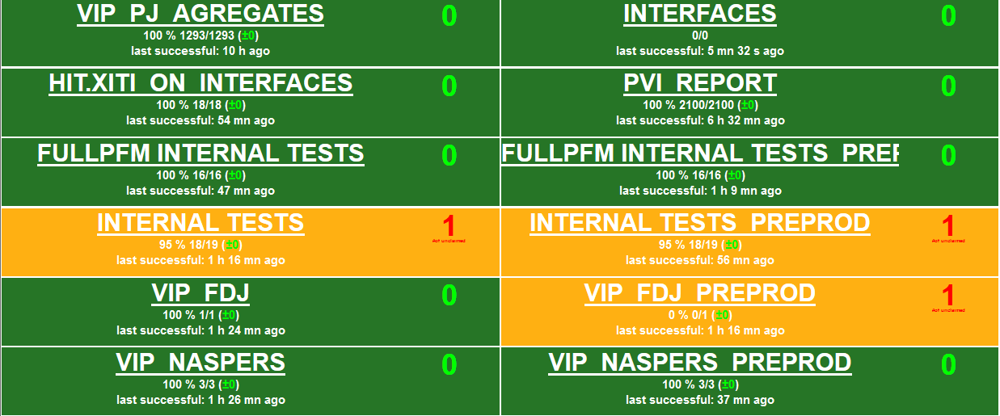 VIP PJ AGREGATES
0
100 % 1293/1293 (±0)
last successful: 10 h ago
INTERFACES
0
0/0
last successful: 5 mn 32 s ago
HIT.XITI ON INTERFACES
0
100 % 18/18 (±0)
last successful: 54 mn ago
PVI REPORT
0
100 % 2100/2100 (±0)
last successful: 6 h 32 mn ago
FULLPFM INTERNAL TESTS
0
100 % 16/16 (±0)
last successful: 47 mn ago
FULLPFM INTERNAL TESTS PREP
0
100 % 16/16 (±0)
last successful: 1 h 9 mn ago
INTERNAL TESTS
1
95 % 18/19 (±0)
last successful: 1 h 16 mn ago
INTERNAL TESTS PREPROD
1
95 % 18/19 (±0)
last successful: 56 mn ago
VIP FDJ
0
100 % 1/1 (±0)
last successful: 1 h 24 mn ago
VIP FDJ PREPROD
1
0 % 0/1 (±0)
last successful: 1 h 16 mn ago
VIP NASPERS
0
100 % 3/3 (±0)
last successful: 1 h 26 mn ago
VIP NASPERS PREPROD
0
100 % 3/3 (±0)
last successful: 37 mn ago